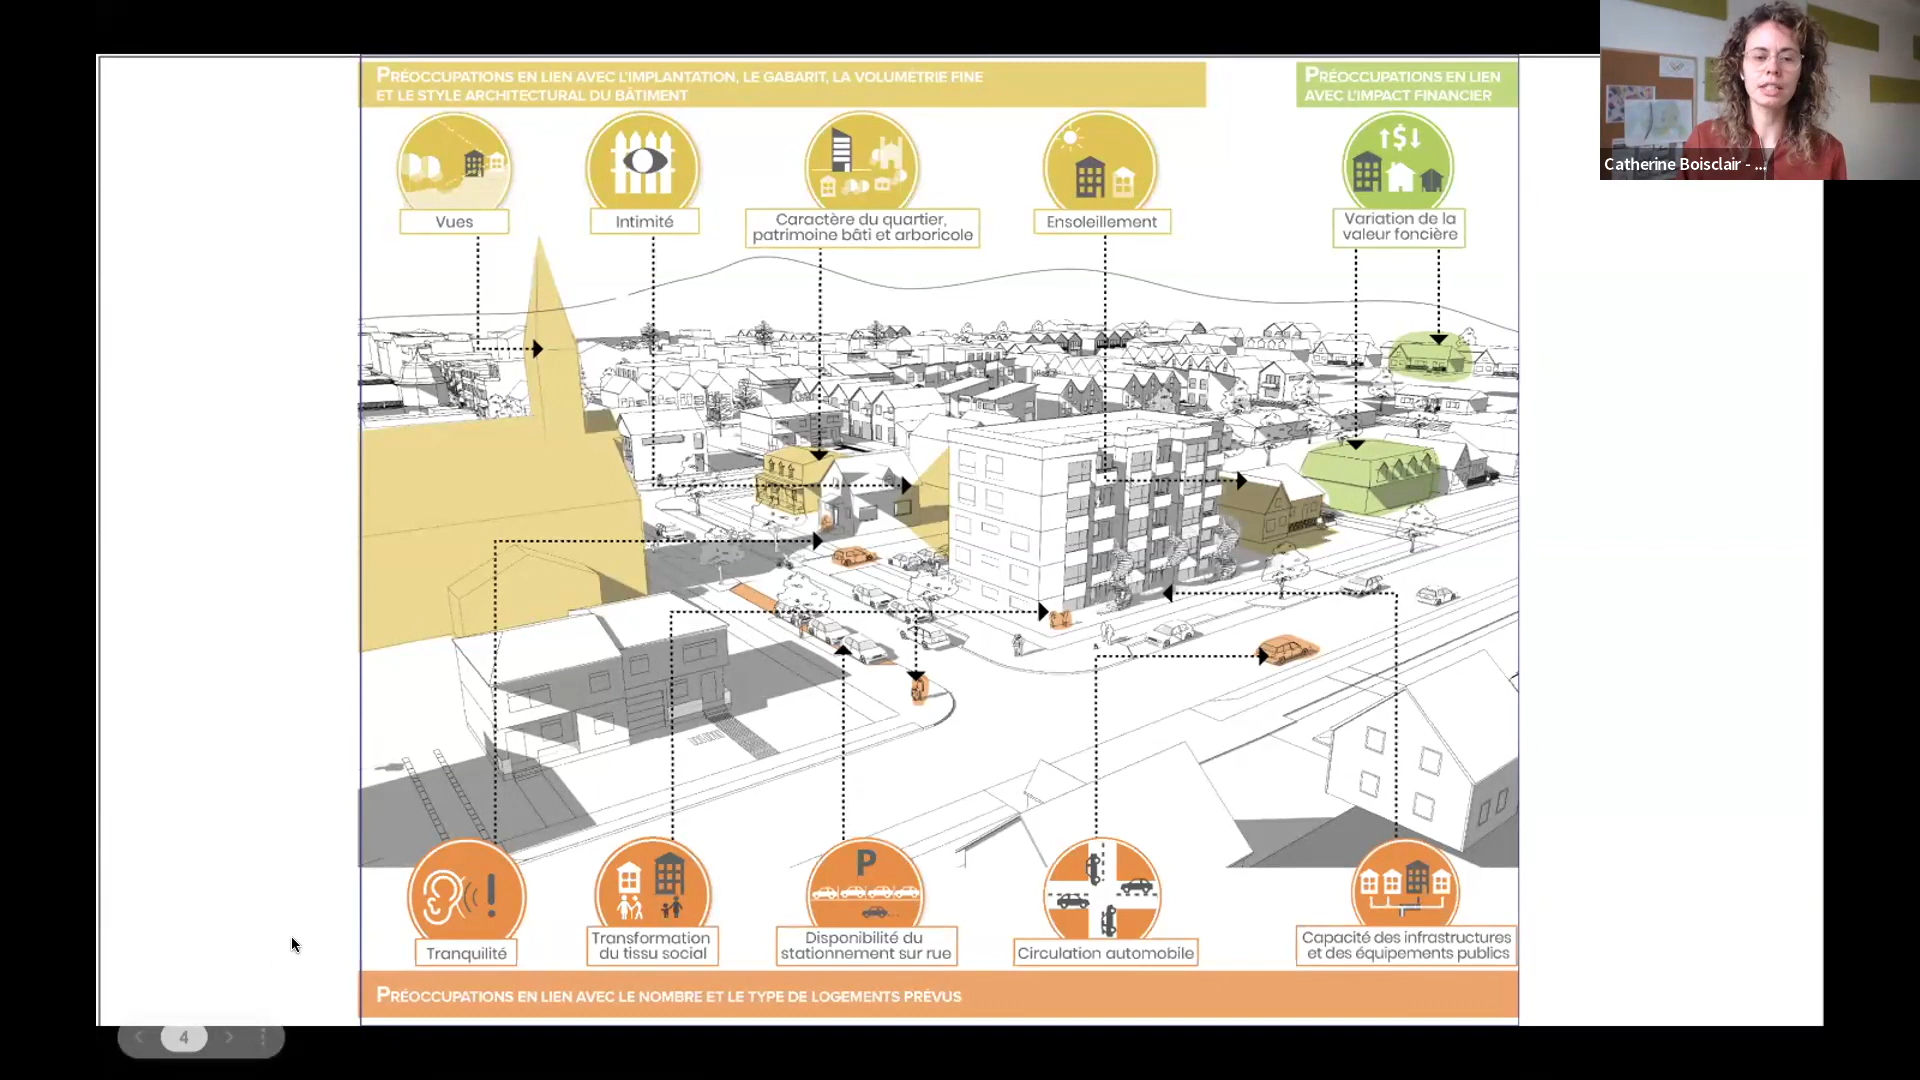 PRÉOCCUPATIONS EN LIEN AVEC L'IMPLANTATION, LE GABARIT, LA VOLUMÉTRIE FINE
ET LE STYLE ARCHITECTURAL DU BÂTIMENT
PRÉOCCUPATIONS EN LIEN
AVEC L'IMPACT FINANCIER
Catherine Boisclair - ...
$
Vues
Intimité
Caractère du quartier,
patrimoine bâti et arboricole
Ensoleillement
Variation de la
valeur foncière
!
P
Tranquilité
Transformation
du tissu social
Disponibilité du
stationnement sur rue
Circulation automobile
Capacité des infrastructures
et des équipements publics
PRÉOCCUPATIONS EN LIEN AVEC LE NOMBRE ET LE TYPE DE LOGEMENTS PRÉVUS
4